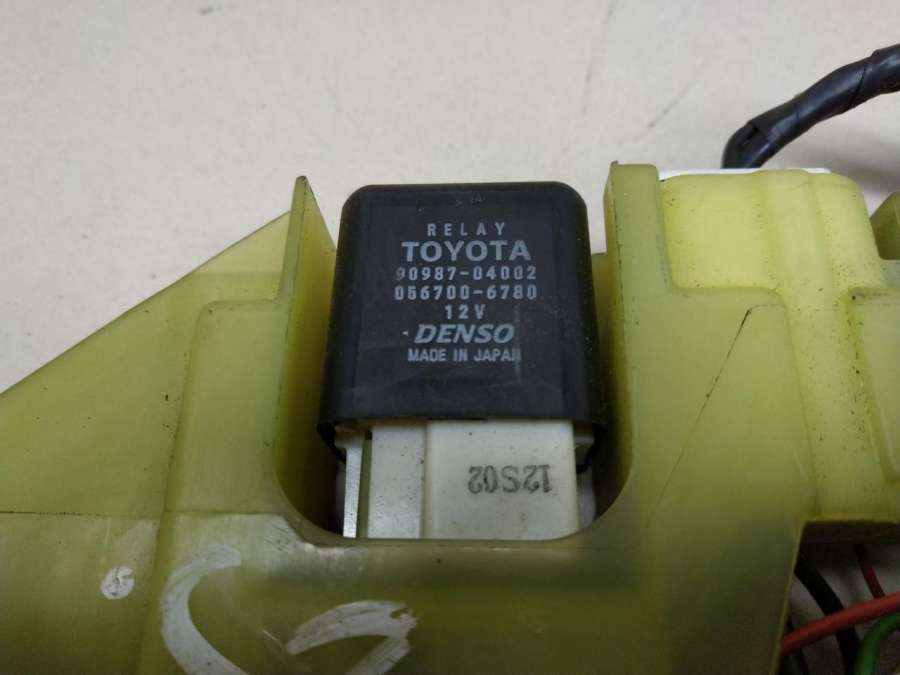 RELAY
TOYOTA
90987-04002
056700-6780
12V
DENSO
MADE IN JAPAN
12S02